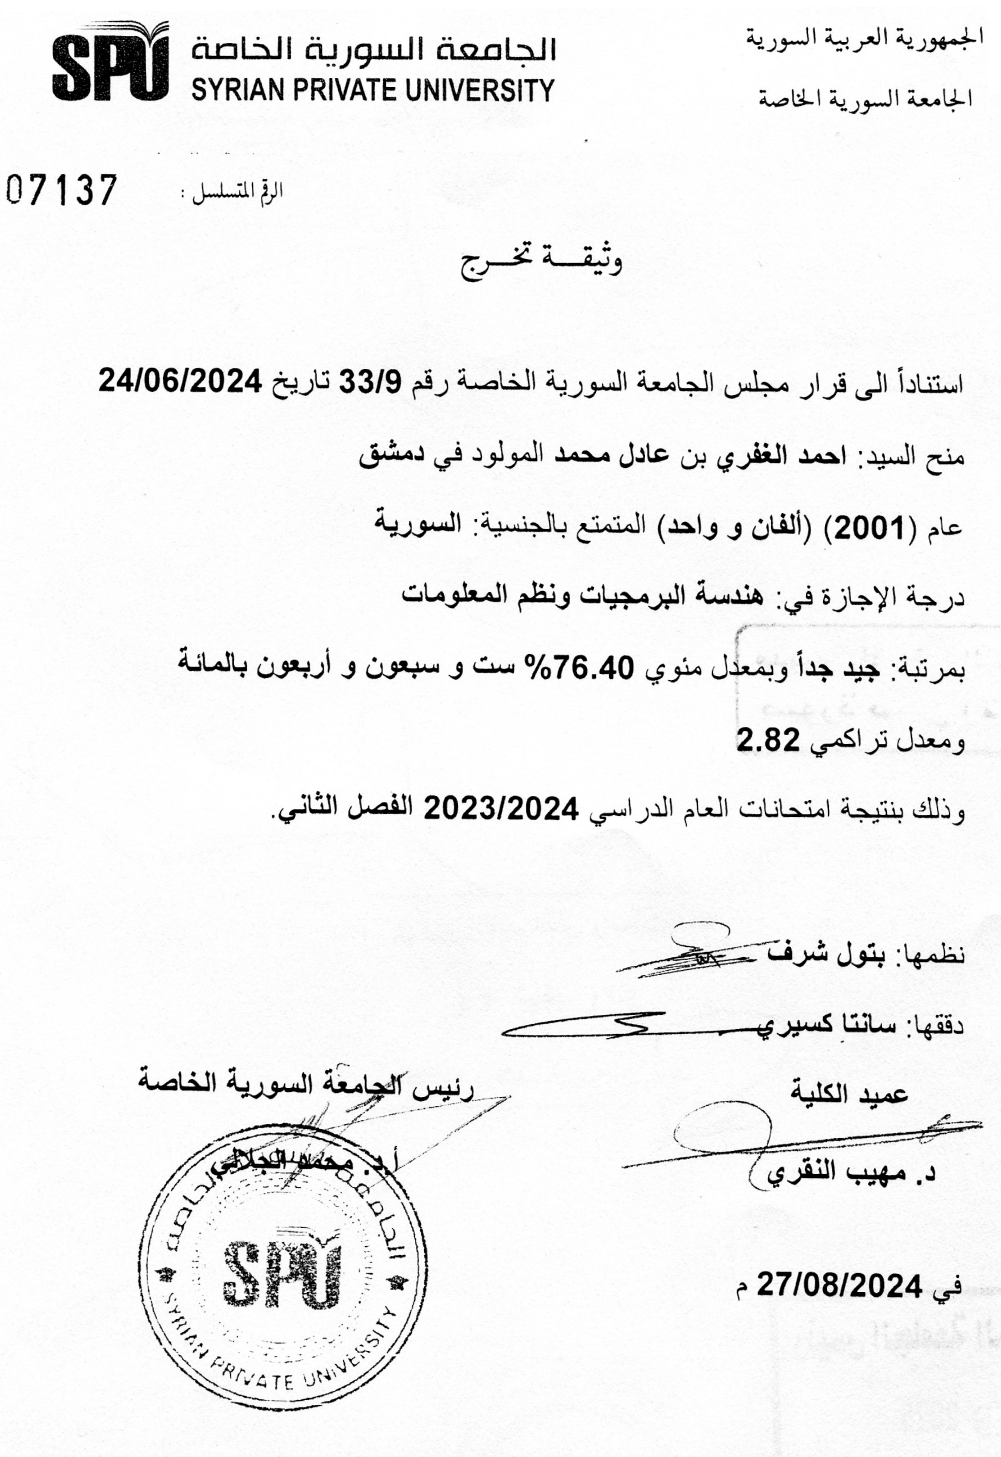 الجمهورية العربية السورية
الجامعة السورية الخاصة
SPU
الجامعة السورية الخاصة
SYRIAN PRIVATE UNIVERSITY
الرقم المتسلسل : 07137
وثيقـــة تخـــرج
استناداً الى قرار مجلس الجامعة السورية الخاصة رقم 33/9 تاريخ 24/06/2024
منح السيد: احمد الغفري بن عادل محمد المولود في دمشق
عام (2001) (ألفان و واحد) المتمتع بالجنسية: السورية
درجة الإجازة في: هندسة البرمجيات ونظم المعلومات
بمرتبة: جيد جداً وبمعدل مئوي 76.40% ست و سبعون و أربعون بالمائة
ومعدل تراكمي 2.82
وذلك بنتيجة امتحانات العام الدراسي 2023/2024 الفصل الثاني.
نظمها: بتول شرف
دققها: سانتا كسيري
عميد الكلية
د. مهيب النقري
رئيس الجامعة السورية الخاصة
أ.د. محمد الجلالي
الجامعة السورية الخاصة
SPU
SYRIAN PRIVATE UNIVERSITY
في 27/08/2024 م